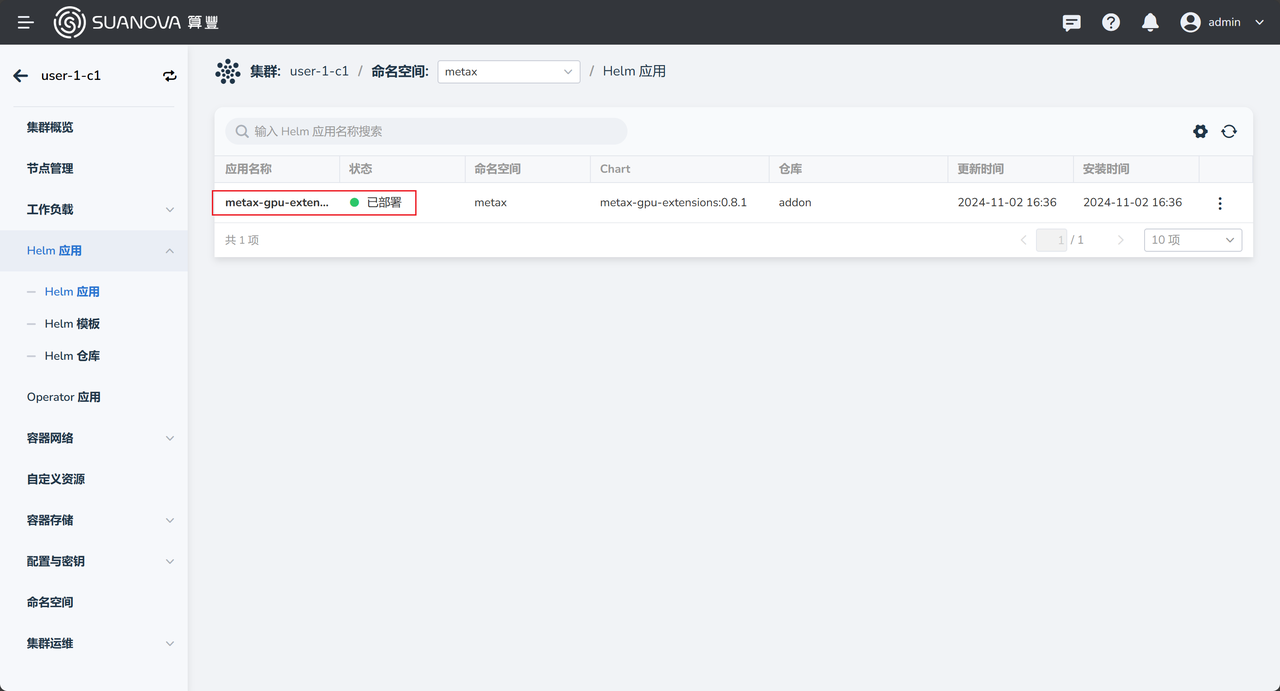 SUANOVA 算豐
admin
user-1-c1
集群: user-1-c1 / 命名空间: metax / Helm 应用
集群概览
节点管理
工作负载
Helm 应用
Helm 应用
Helm 模板
Helm 仓库
Operator 应用
容器网络
自定义资源
容器存储
配置与密钥
命名空间
集群运维
输入 Helm 应用名称搜索
应用名称 状态 命名空间 Chart 仓库 更新时间 安装时间
metax-gpu-exten... 已部署 metax metax-gpu-extensions:0.8.1 addon 2024-11-02 16:36 2024-11-02 16:36
共 1 项 1 / 1 10 项